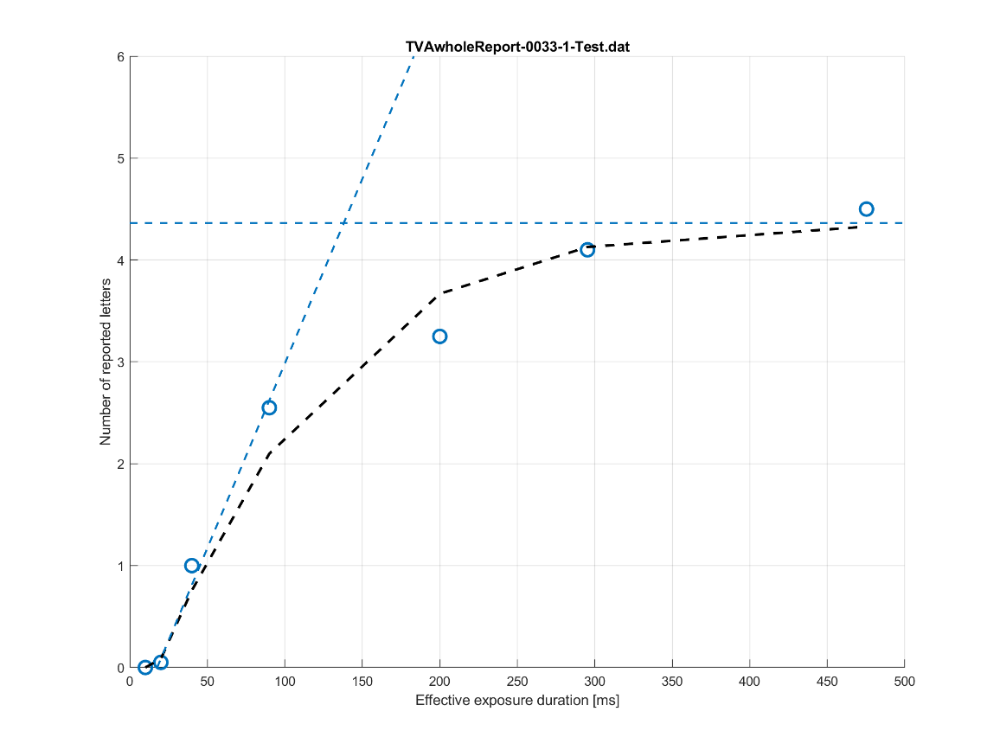 TVAwholeReport-0033-1-Test.dat
6
5
4
3
2
1
0
Number of reported letters
0 50 100 150 200 250 300 350 400 450 500
Effective exposure duration [ms]